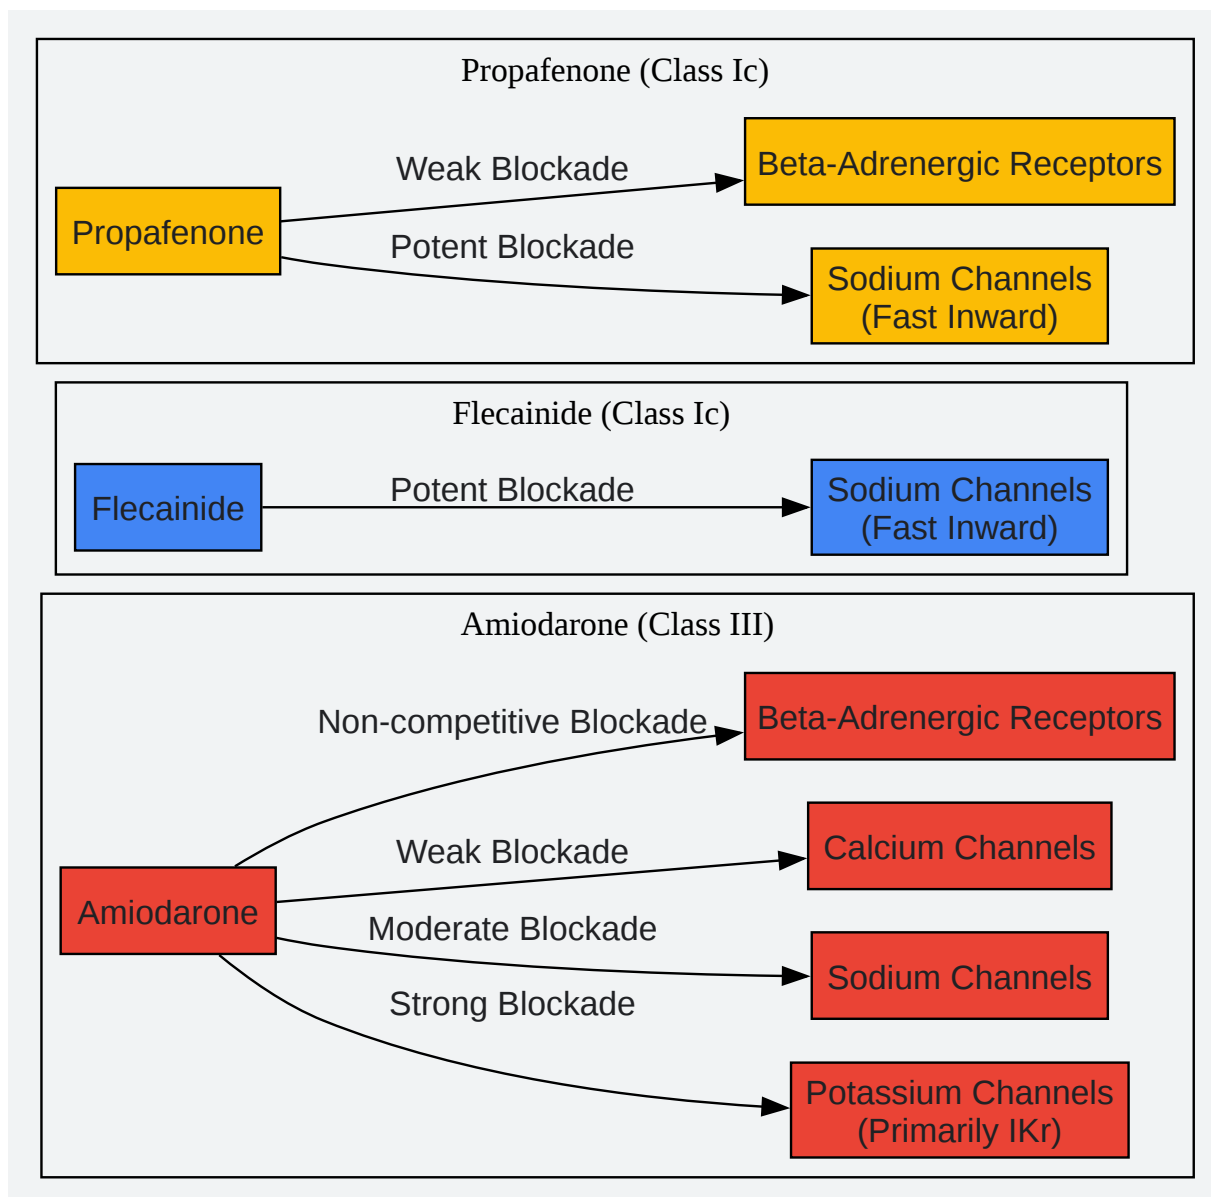 Propafenone (Class Ic)
Weak Blockade
Beta-Adrenergic Receptors
Propafenone
Potent Blockade
Sodium Channels
(Fast Inward)
Flecainide (Class Ic)
Flecainide
Potent Blockade
Sodium Channels
(Fast Inward)
Amiodarone (Class III)
Non-competitive Blockade
Beta-Adrenergic Receptors
Weak Blockade
Calcium Channels
Amiodarone
Moderate Blockade
Sodium Channels
Strong Blockade
Potassium Channels
(Primarily IKr)